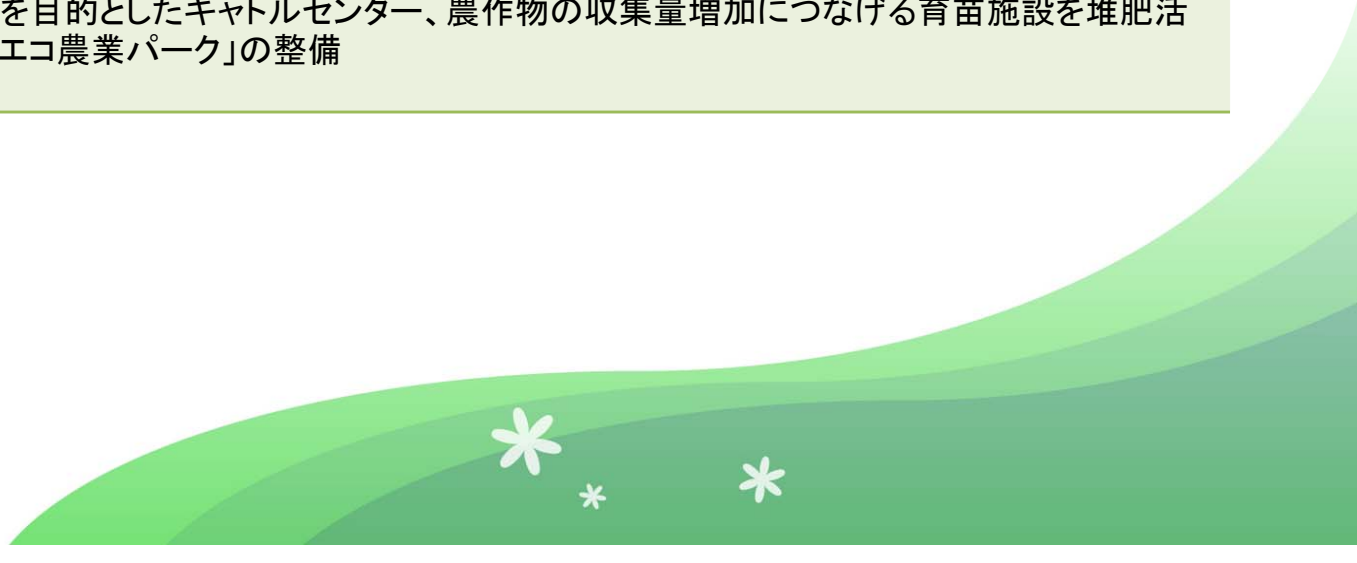 を目的としたキャトルセンター、農作物の収集量増加につなげる育苗施設を堆肥活
エコ農業パーク」の整備